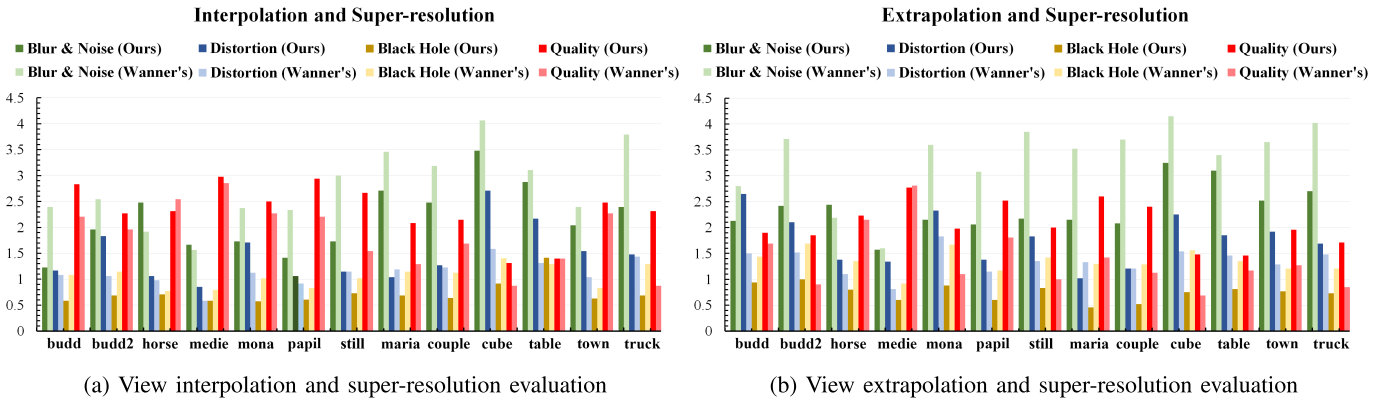 Interpolation and Super-resolution
Blur & Noise (Ours) Distortion (Ours) Black Hole (Ours) Quality (Ours)
Blur & Noise (Wanner's) Distortion (Wanner's) Black Hole (Wanner's) Quality (Wanner's)
4.5
4
3.5
3
2.5
2
1.5
1
0.5
0
budd budd2 horse medie mona papil still maria couple cube table town truck
(a) View interpolation and super-resolution evaluation
Extrapolation and Super-resolution
Blur & Noise (Ours) Distortion (Ours) Black Hole (Ours) Quality (Ours)
Blur & Noise (Wanner's) Distortion (Wanner's) Black Hole (Wanner's) Quality (Wanner's)
4.5
4
3.5
3
2.5
2
1.5
1
0.5
0
budd budd2 horse medie mona papil still maria couple cube table town truck
(b) View extrapolation and super-resolution evaluation